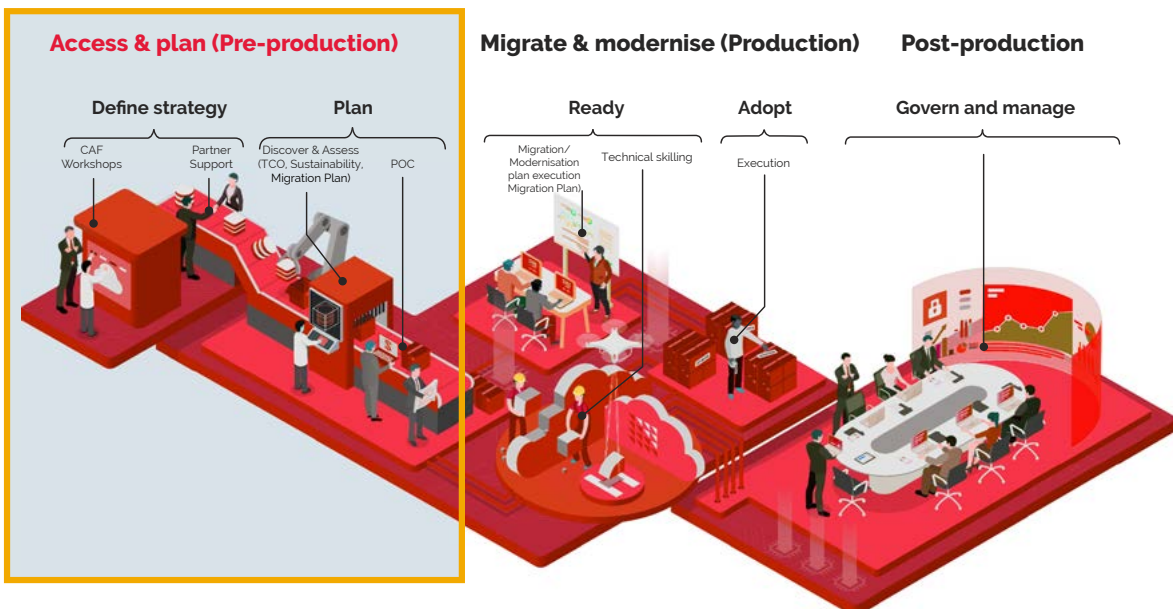 Access & plan (Pre-production)
Migrate & modernise (Production)
Post-production
Define strategy
Plan
Ready
Adopt
Govern and manage
CAF
Workshops
Partner
Support
Discover & Assess
(TCO, Sustainability,
Migration Plan)
POC
Migration/
Modernisation
plan execution
Migration Plan)
Technical skilling
Execution